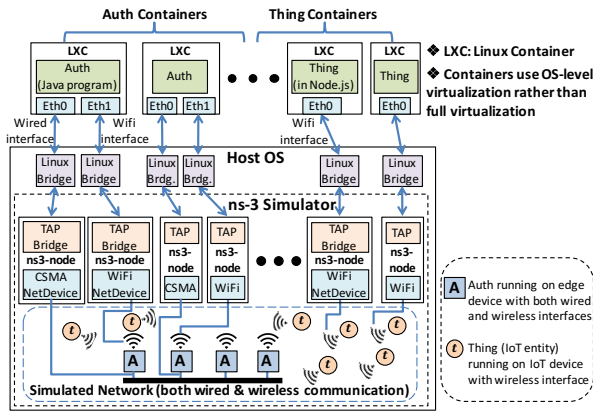 Auth Containers
Thing Containers
LXC
LXC
LXC
LXC
Auth
(Java program)
Auth
Thing
(in Node.js)
Thing
Eth0
Eth1
Eth0
Eth1
Eth0
Eth0
❖ LXC: Linux Container
❖ Containers use OS-level
virtualization rather than
full virtualization
Wired
interface
Wifi
interface
Wifi
interface
Host OS
Linux
Bridge
Linux
Bridge
Linux
Brdg.
Linux
Brdg.
Linux
Bridge
Linux
Bridge
ns-3 Simulator
TAP
Bridge
ns3-node
CSMA
NetDevice
TAP
Bridge
ns3-node
WiFi
NetDevice
TAP
ns3-
node
CSMA
TAP
ns3-
node
WiFi
TAP
Bridge
ns3-node
WiFi
NetDevice
TAP
ns3-
node
WiFi
t
t
t
t
t
t
t
t
A
A
A
A
Simulated Network (both wired & wireless communication)
A
Auth running on edge
device with both wired
and wireless interfaces
t
Thing (IoT entity)
running on IoT device
with wireless interface